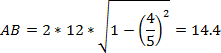 AB = 2 * 12 * √(1 − (4/5)²) = 14.4